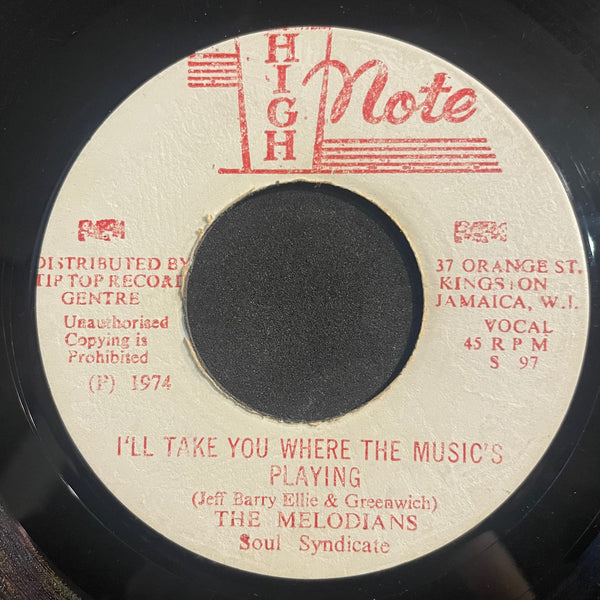 HIGH Note
DISTRIBUTED BY
TIP TOP RECORD
CENTRE
Unauthorised
Copying is
Prohibited
(P) 1974
37 ORANGE ST.
KINGSTON
JAMAICA, W.I.
VOCAL
45 RPM
S 97
I'LL TAKE YOU WHERE THE MUSIC'S
PLAYING
(Jeff Barry Ellie & Greenwich)
THE MELODIANS
Soul Syndicate